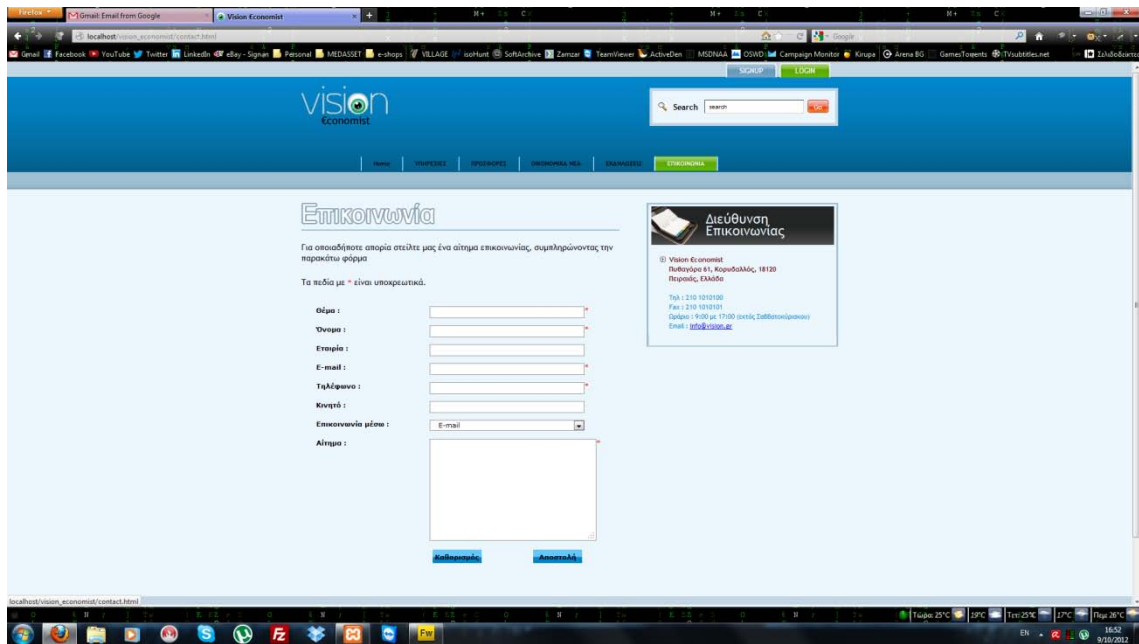 Firefox
Gmail: Email from Google
Vision Economist
localhost/vision_economist/contact.html
Google
Gmail Facebook YouTube Twitter LinkedIn eBay - Signan Personal MEDASSET e-shops VILLAGE isoHunt SoftArchive Zamzar TeamViewer ActiveDen MSDNAA OSWD Campaign Monitor Kirupa Arena BG GamesTorrents TVsubtitles.net
SIGNUP LOGIN
vision
€conomist
Search search
Home ΥΠΗΡΕΣΙΕΣ ΠΡΟΣΦΟΡΕΣ ΟΙΚΟΝΟΜΙΚΑ ΝΕΑ ΕΚΔΗΛΩΣΕΙΣ ΕΠΙΚΟΙΝΩΝΙΑ
Επικοινωνία
Για οποιαδήποτε απορία στείλτε μας ένα αίτημα επικοινωνίας, συμπληρώνοντας την
παρακάτω φόρμα
Τα πεδία με * είναι υποχρεωτικά.
Θέμα : *
Όνομα : *
Εταιρία :
E-mail : *
Τηλέφωνο : *
Κινητό :
Επικοινωνία μέσω : E-mail
Αίτημα : *
Καθαρισμός Αποστολή
Διεύθυνση
Επικοινωνίας
Vision €conomist
Πυθαγόρα 61, Κορυδαλλός, 18120
Πειραιάς, Ελλάδα
Τηλ : 210 1010100
Fax : 210 1010101
Ωράριο : 9:00 με 17:00 (εκτός Σαββατοκύριακου)
Email : info@vision.gr
localhost/vision_economist/contact.html
Τώρα: 25°C 19°C Τετ: 25°C 17°C Πεμ: 26°C
EN 16:52
9/10/2012